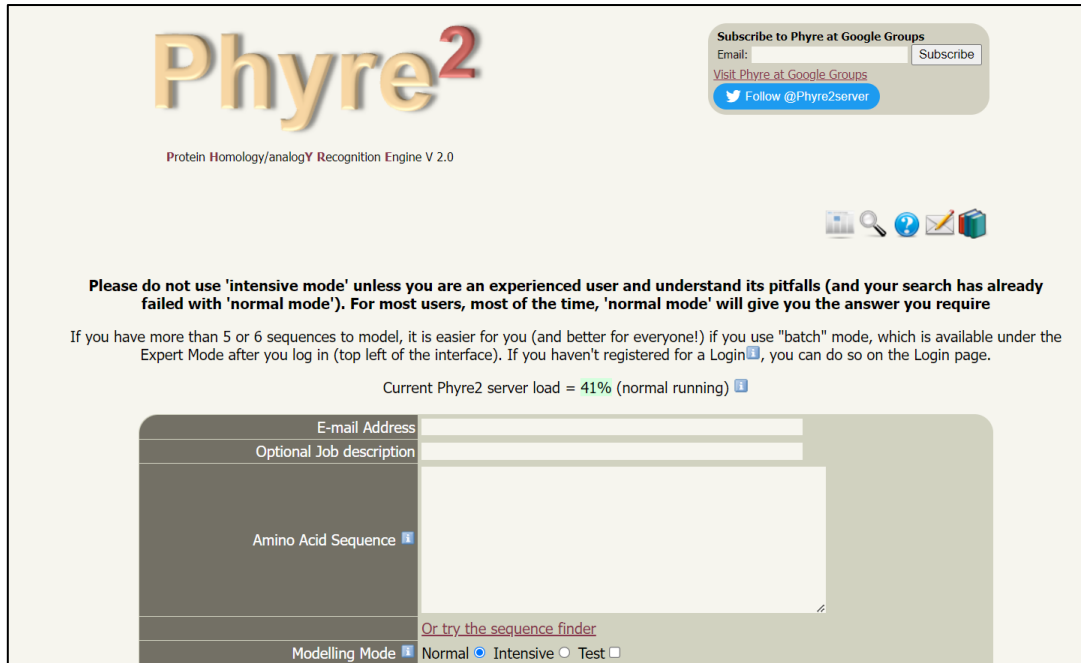 Phyre2
Subscribe to Phyre at Google Groups
Email: Subscribe
Visit Phyre at Google Groups
Follow @Phyre2server
Protein Homology/analogY Recognition Engine V 2.0
Please do not use 'intensive mode' unless you are an experienced user and understand its pitfalls (and your search has already
failed with 'normal mode'). For most users, most of the time, 'normal mode' will give you the answer you require
If you have more than 5 or 6 sequences to model, it is easier for you (and better for everyone!) if you use "batch" mode, which is available under the
Expert Mode after you log in (top left of the interface). If you haven't registered for a Login, you can do so on the Login page.
Current Phyre2 server load = 41% (normal running)
E-mail Address
Optional Job description
Amino Acid Sequence
Or try the sequence finder
Modelling Mode Normal Intensive Test